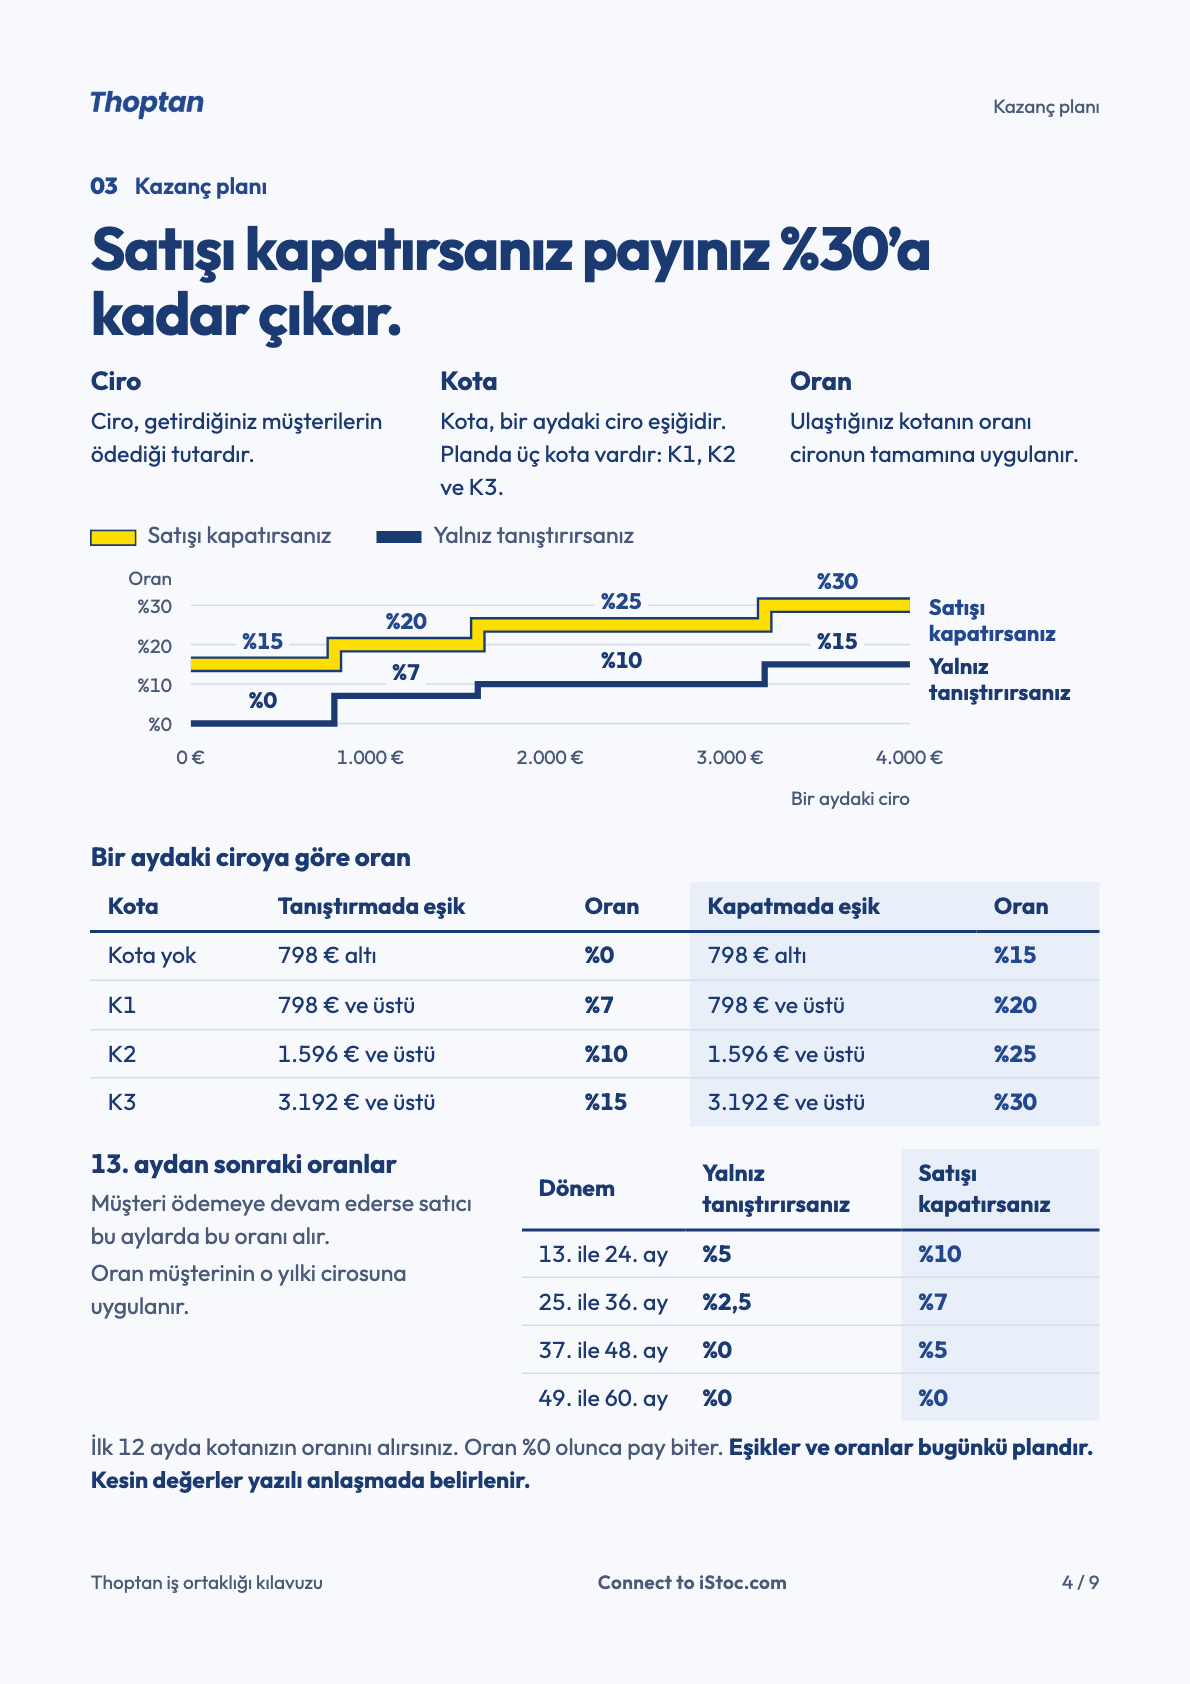 Thoptan
Kazanç planı
03 Kazanç planı
Satışı kapatırsanız payınız %30’a
kadar çıkar.
Ciro
Ciro, getirdiğiniz müşterilerin
ödediği tutardır.
Kota
Kota, bir aydaki ciro eşiğidir.
Planda üç kota vardır: K1, K2
ve K3.
Oran
Ulaştığınız kotanın oranı
cironun tamamına uygulanır.
Satışı kapatırsanız
Yalnız tanıştırırsanız
Oran
%30
%20
%10
%0
%15
%20
%25
%30
%0
%7
%10
%15
Satışı
kapatırsanız
Yalnız
tanıştırırsanız
0 €
1.000 €
2.000 €
3.000 €
4.000 €
Bir aydaki ciro
Bir aydaki ciroya göre oran
Kota Tanıştırmada eşik Oran Kapatmada eşik Oran
Kota yok 798 € altı %0 798 € altı %15
K1 798 € ve üstü %7 798 € ve üstü %20
K2 1.596 € ve üstü %10 1.596 € ve üstü %25
K3 3.192 € ve üstü %15 3.192 € ve üstü %30
13. aydan sonraki oranlar
Müşteri ödemeye devam ederse satıcı
bu aylarda bu oranı alır.
Oran müşterinin o yılki cirosuna
uygulanır.
Dönem
Yalnız
tanıştırırsanız
Satışı
kapatırsanız
13. ile 24. ay %5 %10
25. ile 36. ay %2,5 %7
37. ile 48. ay %0 %5
49. ile 60. ay %0 %0
İlk 12 ayda kotanızın oranını alırsınız. Oran %0 olunca pay biter. Eşikler ve oranlar bugünkü plandır.
Kesin değerler yazılı anlaşmada belirlenir.
Thoptan iş ortaklığı kılavuzu
Connect to iStoc.com
4 / 9